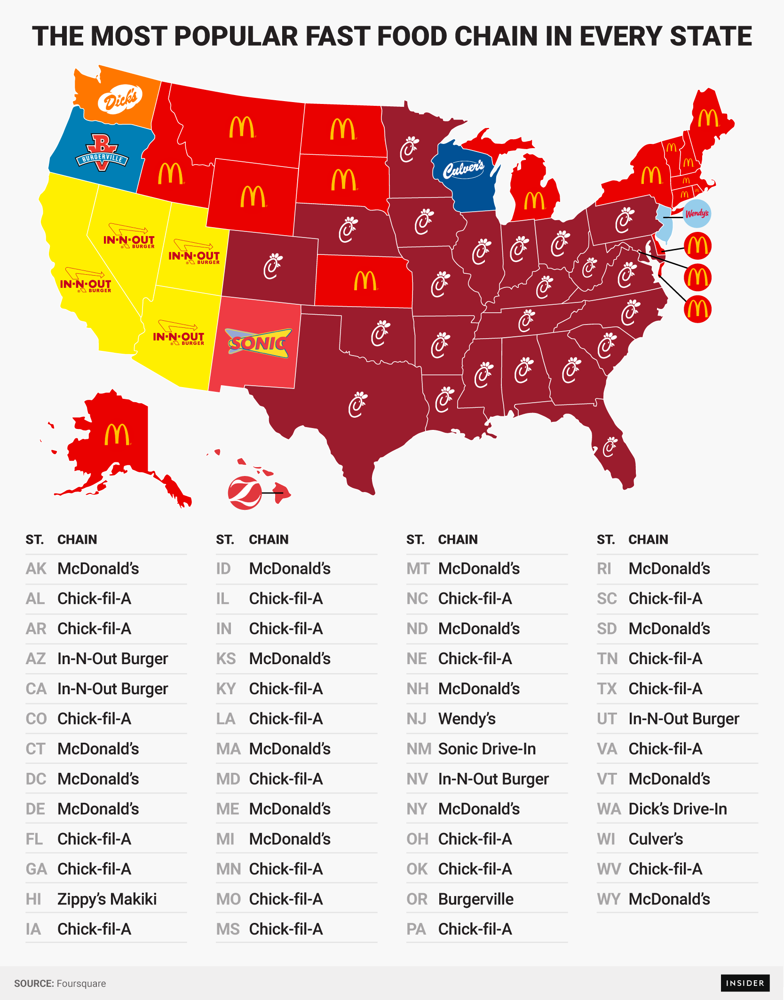 THE MOST POPULAR FAST FOOD CHAIN IN EVERY STATE
Dick's
B
BURGERVILLE
V
Culver's
IN-N-OUT
BURGER
IN-N-OUT
BURGER
IN-N-OUT
BURGER
IN-N-OUT
BURGER
Wendy's
SONIC
ST. CHAIN
AK McDonald's
AL Chick-fil-A
AR Chick-fil-A
AZ In-N-Out Burger
CA In-N-Out Burger
CO Chick-fil-A
CT McDonald's
DC McDonald's
DE McDonald's
FL Chick-fil-A
GA Chick-fil-A
HI Zippy's Makiki
IA Chick-fil-A
ST. CHAIN
ID McDonald's
IL Chick-fil-A
IN Chick-fil-A
KS McDonald's
KY Chick-fil-A
LA Chick-fil-A
MA McDonald's
MD Chick-fil-A
ME McDonald's
MI McDonald's
MN Chick-fil-A
MO Chick-fil-A
MS Chick-fil-A
ST. CHAIN
MT McDonald's
NC Chick-fil-A
ND McDonald's
NE Chick-fil-A
NH McDonald's
NJ Wendy's
NM Sonic Drive-In
NV In-N-Out Burger
NY McDonald's
OH Chick-fil-A
OK Chick-fil-A
OR Burgerville
PA Chick-fil-A
ST. CHAIN
RI McDonald's
SC Chick-fil-A
SD McDonald's
TN Chick-fil-A
TX Chick-fil-A
UT In-N-Out Burger
VA Chick-fil-A
VT McDonald's
WA Dick's Drive-In
WI Culver's
WV Chick-fil-A
WY McDonald's
SOURCE: Foursquare
INSIDER